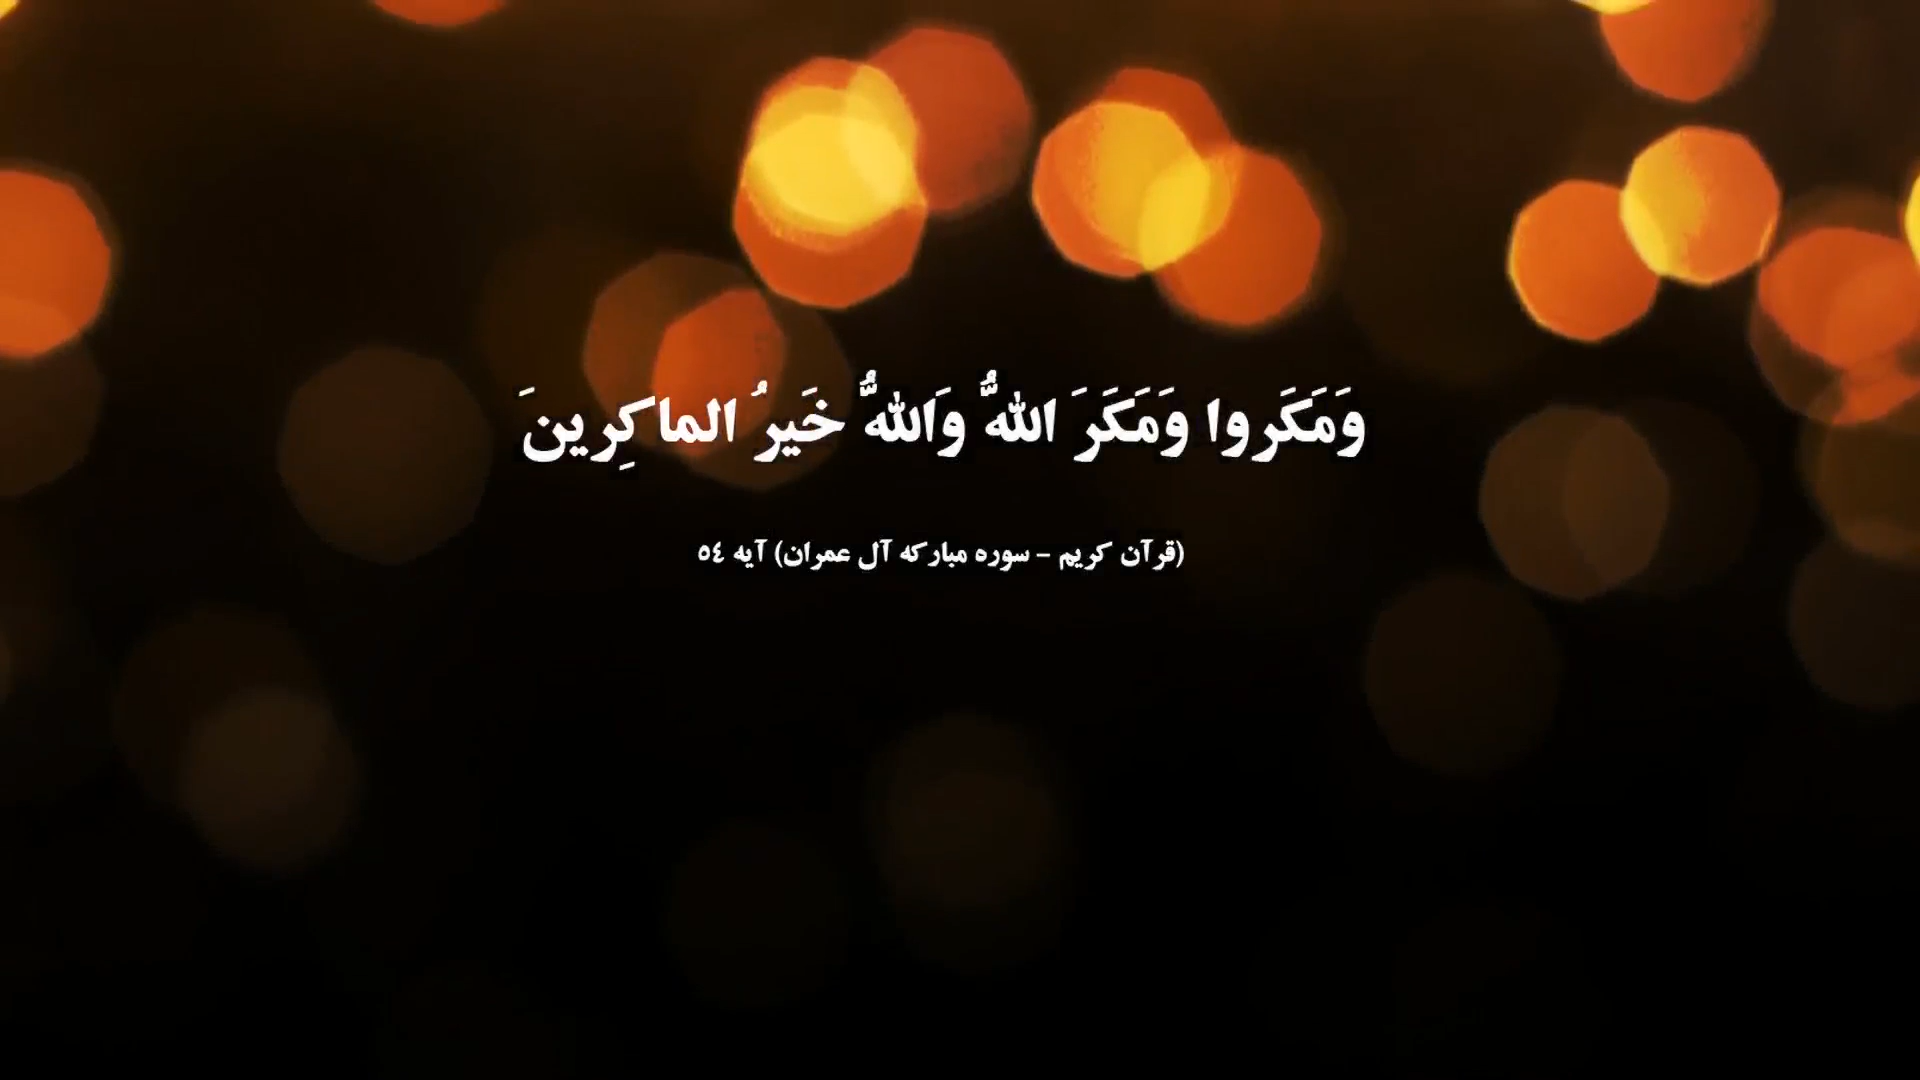 وَمَكَروا وَمَكَرَ اللهُّ وَاللهُّ خَيرُ الماكِرينَ
(قرآن کریم - سوره مبارکه آل عمران) آیه ٥٤